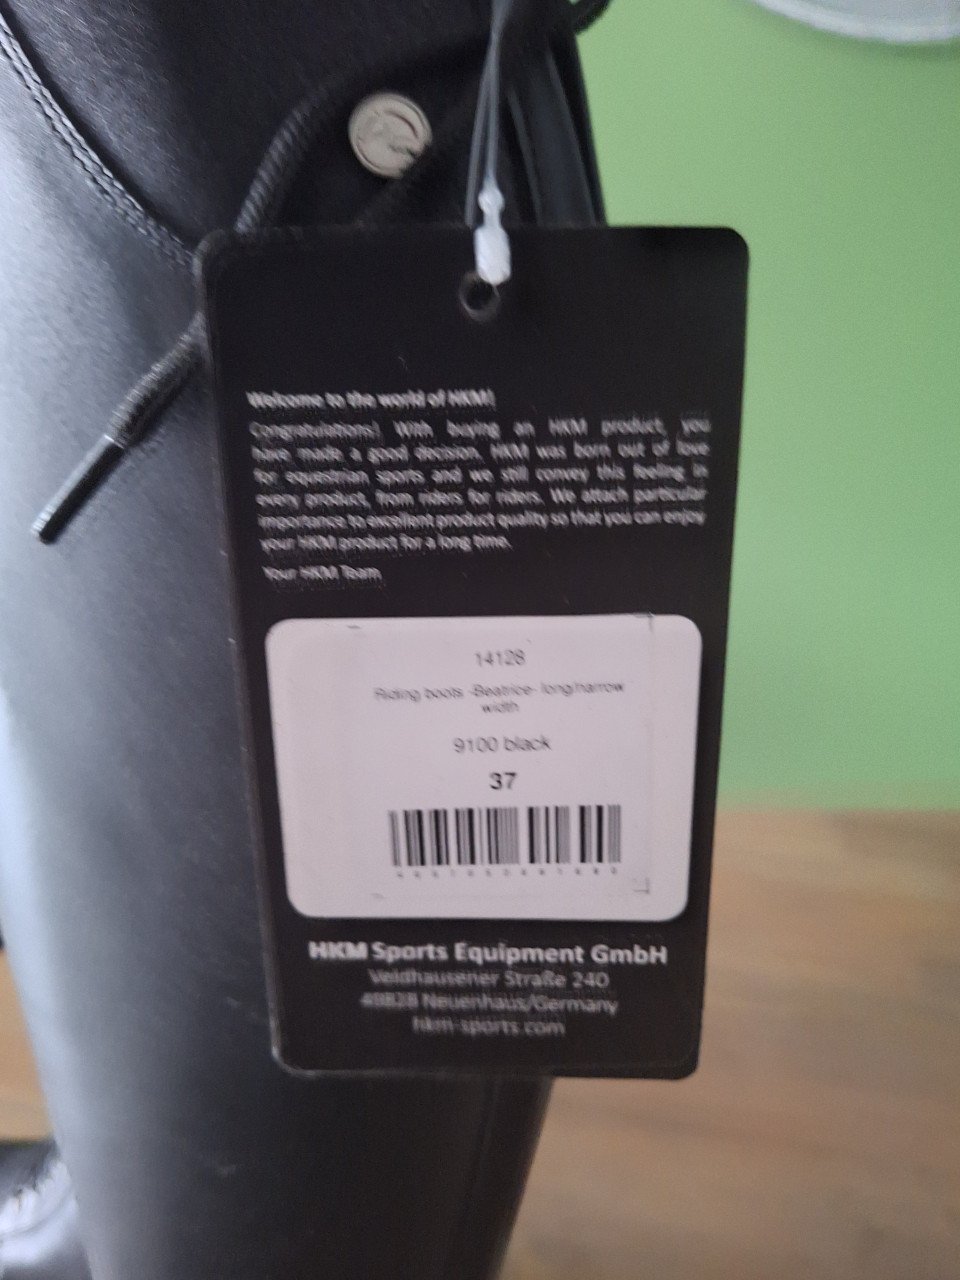 Welcome to the world of HKM!
Congratulations! With buying an HKM product, you
have made a good decision. HKM was born out of love
for equestrian sports and we still convey this feeling in
every product, from riders for riders. We attach particular
importance to excellent product quality so that you can enjoy
your HKM product for a long time.
Your HKM Team
14128
Riding boots -Beatrice- long/narrow
width
9100 black
37
HKM Sports Equipment GmbH
Veldhausener Straße 240
49828 Neuenhaus/Germany
hkm-sports.com